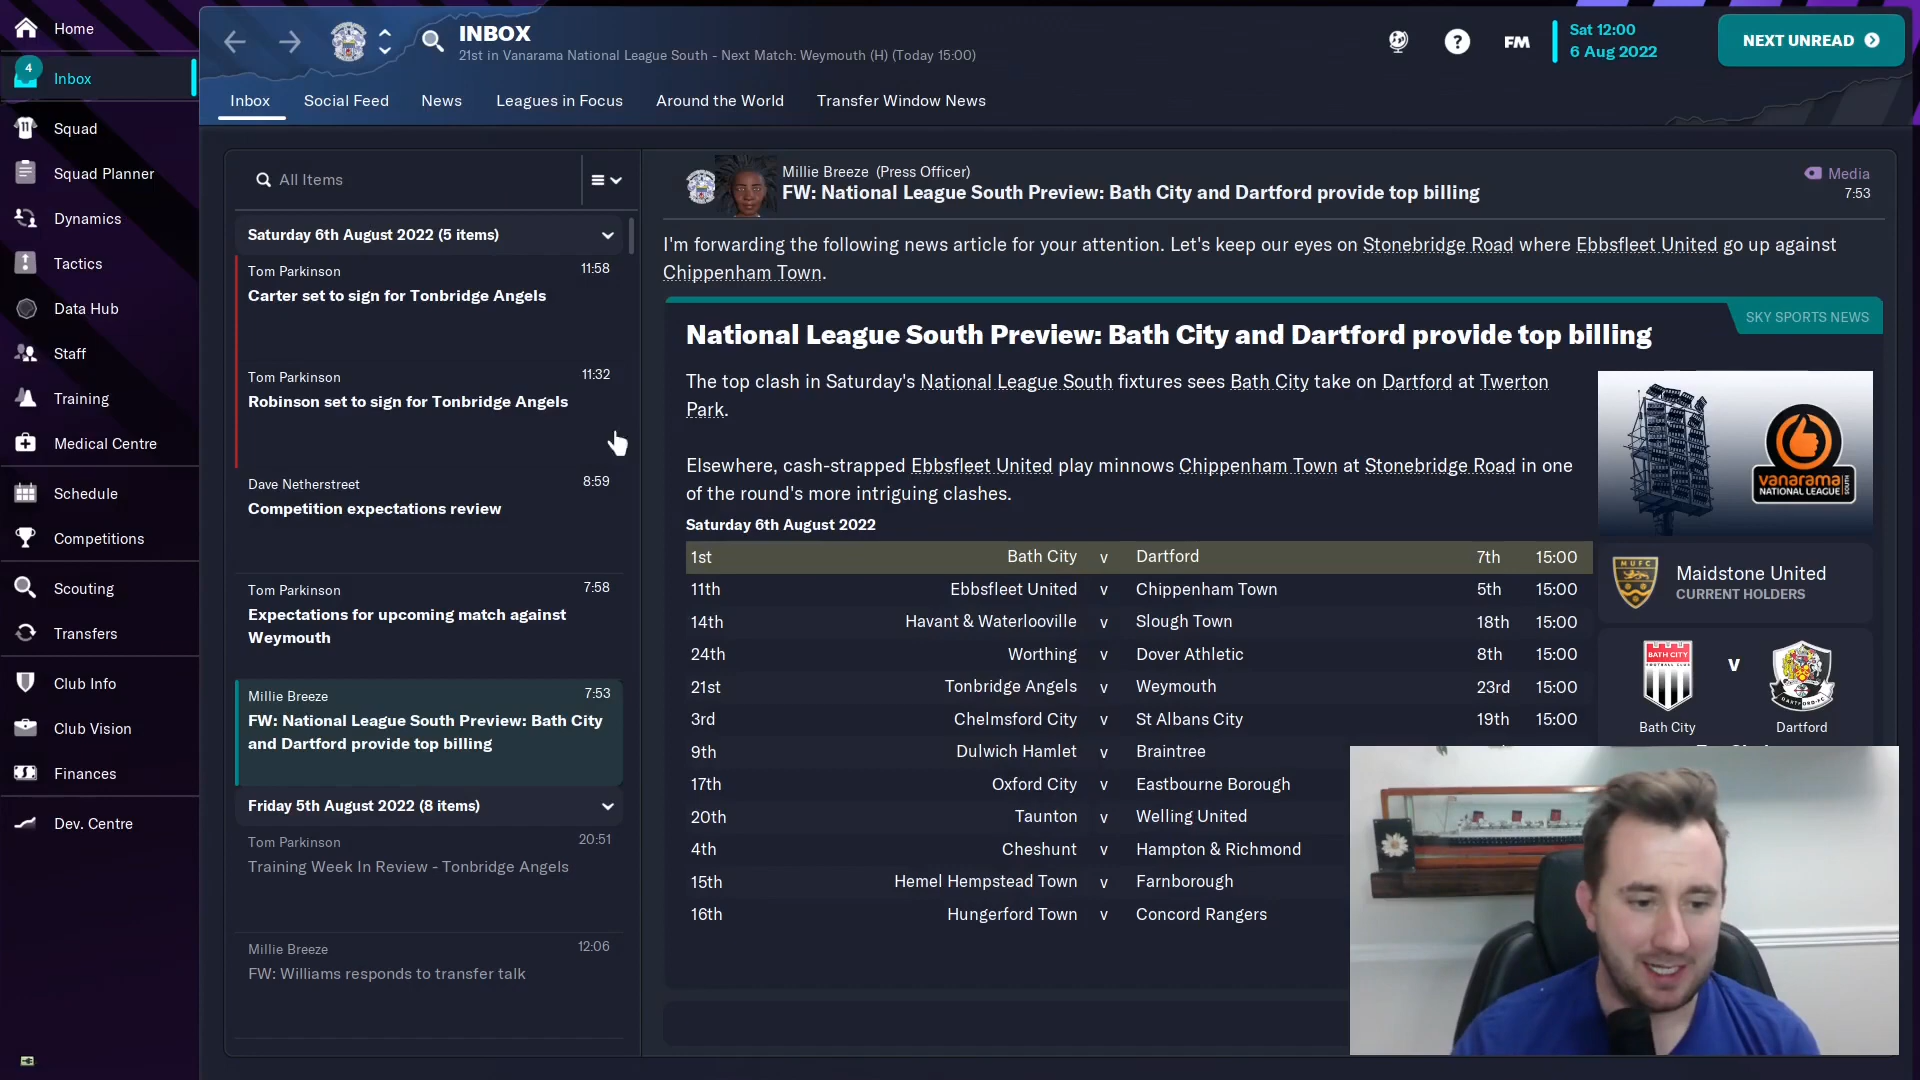 Home
4
Inbox
Squad
Squad Planner
Dynamics
Tactics
Data Hub
Staff
Training
Medical Centre
Schedule
Competitions
Scouting
Transfers
Club Info
Club Vision
Finances
Dev. Centre
INBOX
21st in Vanarama National League South - Next Match: Weymouth (H) (Today 15:00)
? FM
Sat 12:00
6 Aug 2022
NEXT UNREAD
Inbox Social Feed News Leagues in Focus Around the World Transfer Window News
All Items
Saturday 6th August 2022 (5 items)
Tom Parkinson 11:58
Carter set to sign for Tonbridge Angels
Tom Parkinson 11:32
Robinson set to sign for Tonbridge Angels
Dave Netherstreet 8:59
Competition expectations review
Tom Parkinson 7:58
Expectations for upcoming match against
Weymouth
Millie Breeze 7:53
FW: National League South Preview: Bath City
and Dartford provide top billing
Friday 5th August 2022 (8 items)
Tom Parkinson 20:51
Training Week In Review - Tonbridge Angels
Millie Breeze 12:06
FW: Williams responds to transfer talk
Millie Breeze (Press Officer)
FW: National League South Preview: Bath City and Dartford provide top billing
Media
7:53
I'm forwarding the following news article for your attention. Let's keep our eyes on Stonebridge Road where Ebbsfleet United go up against
Chippenham Town.
SKY SPORTS NEWS
National League South Preview: Bath City and Dartford provide top billing
The top clash in Saturday's National League South fixtures sees Bath City take on Dartford at Twerton
Park.
Elsewhere, cash-strapped Ebbsfleet United play minnows Chippenham Town at Stonebridge Road in one
of the round's more intriguing clashes.
Saturday 6th August 2022
1st Bath City v Dartford 7th 15:00
11th Ebbsfleet United v Chippenham Town 5th 15:00
14th Havant & Waterlooville v Slough Town 18th 15:00
24th Worthing v Dover Athletic 8th 15:00
21st Tonbridge Angels v Weymouth 23rd 15:00
3rd Chelmsford City v St Albans City 19th 15:00
9th Dulwich Hamlet v Braintree
17th Oxford City v Eastbourne Borough
20th Taunton v Welling United
4th Cheshunt v Hampton & Richmond
15th Hemel Hempstead Town v Farnborough
16th Hungerford Town v Concord Rangers
vanarama
NATIONAL LEAGUE SOUTH
MUFC
Maidstone United
CURRENT HOLDERS
BATH CITY
v
Bath City Dartford